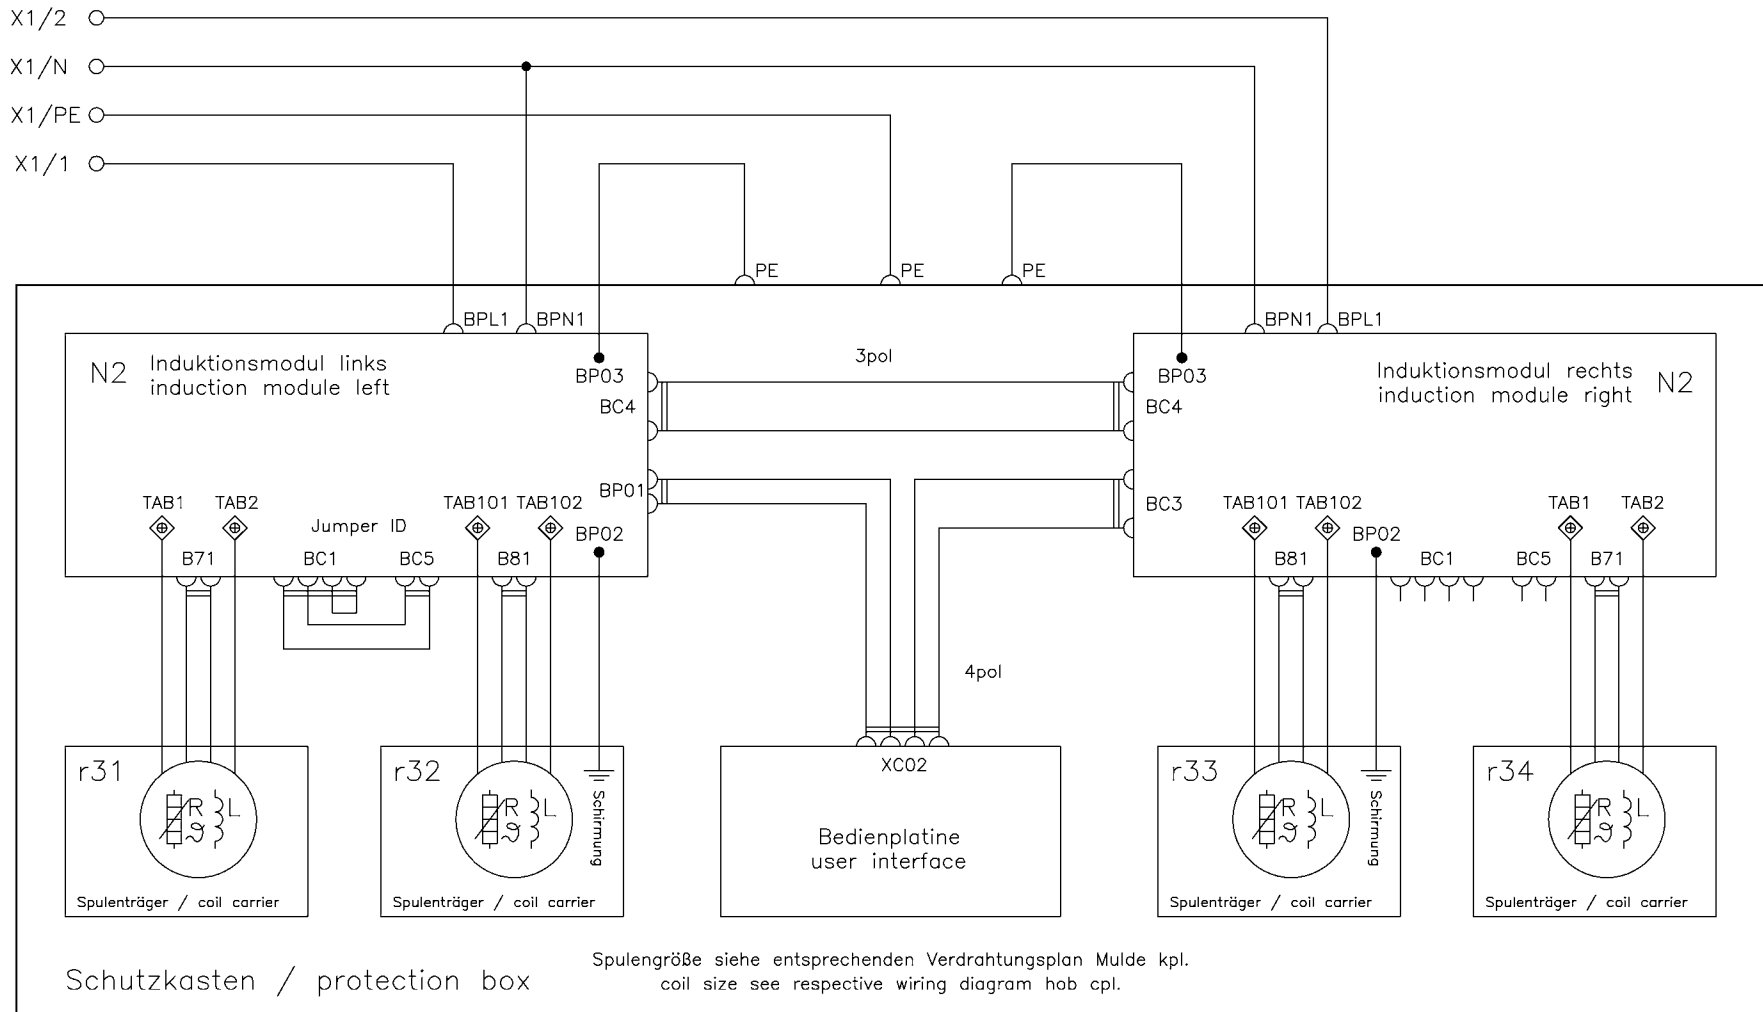 X1/2
X1/N
X1/PE
X1/1
PE
PE
PE
BPL1
BPN1
BPN1
BPL1
N2
Induktionsmodul links
induction module left
BP03
BC4
3pol
BP03
BC4
Induktionsmodul rechts
induction module right
N2
TAB1
TAB2
Jumper ID
TAB101
TAB102
BP01
BP02
B71
BC1
BC5
B81
BC3
TAB101
TAB102
BP02
TAB1
TAB2
B81
BC1
BC5
B71
4pol
r31
R
L
ϑ
Spulenträger / coil carrier
r32
R
L
ϑ
Schirmung
Spulenträger / coil carrier
XC02
Bedienplatine
user interface
r33
R
L
ϑ
Schirmung
Spulenträger / coil carrier
r34
R
L
ϑ
Spulenträger / coil carrier
Schutzkasten / protection box
Spulengröße siehe entsprechenden Verdrahtungsplan Mulde kpl.
coil size see respective wiring diagram hob cpl.